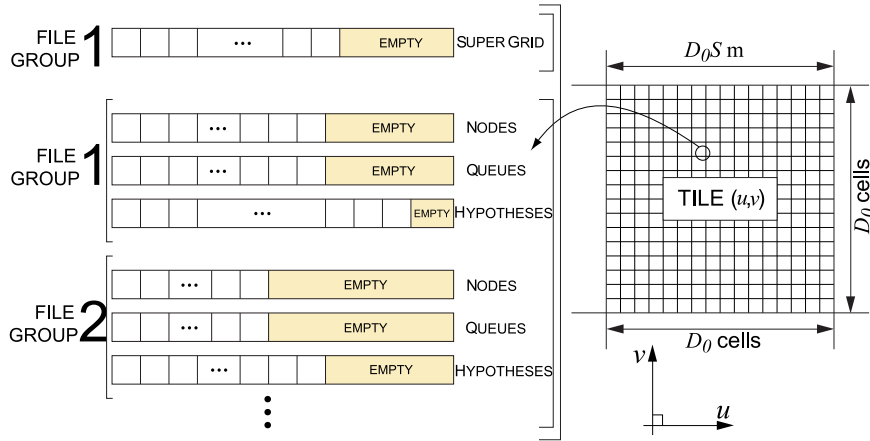 FILE GROUP 1 ... EMPTY SUPER GRID
FILE GROUP 1
... EMPTY NODES
... EMPTY QUEUES
... EMPTY HYPOTHESES
FILE GROUP 2
... EMPTY NODES
... EMPTY QUEUES
... EMPTY HYPOTHESES
D0S m
TILE (u,v)
D0 cells
D0 cells
v
u